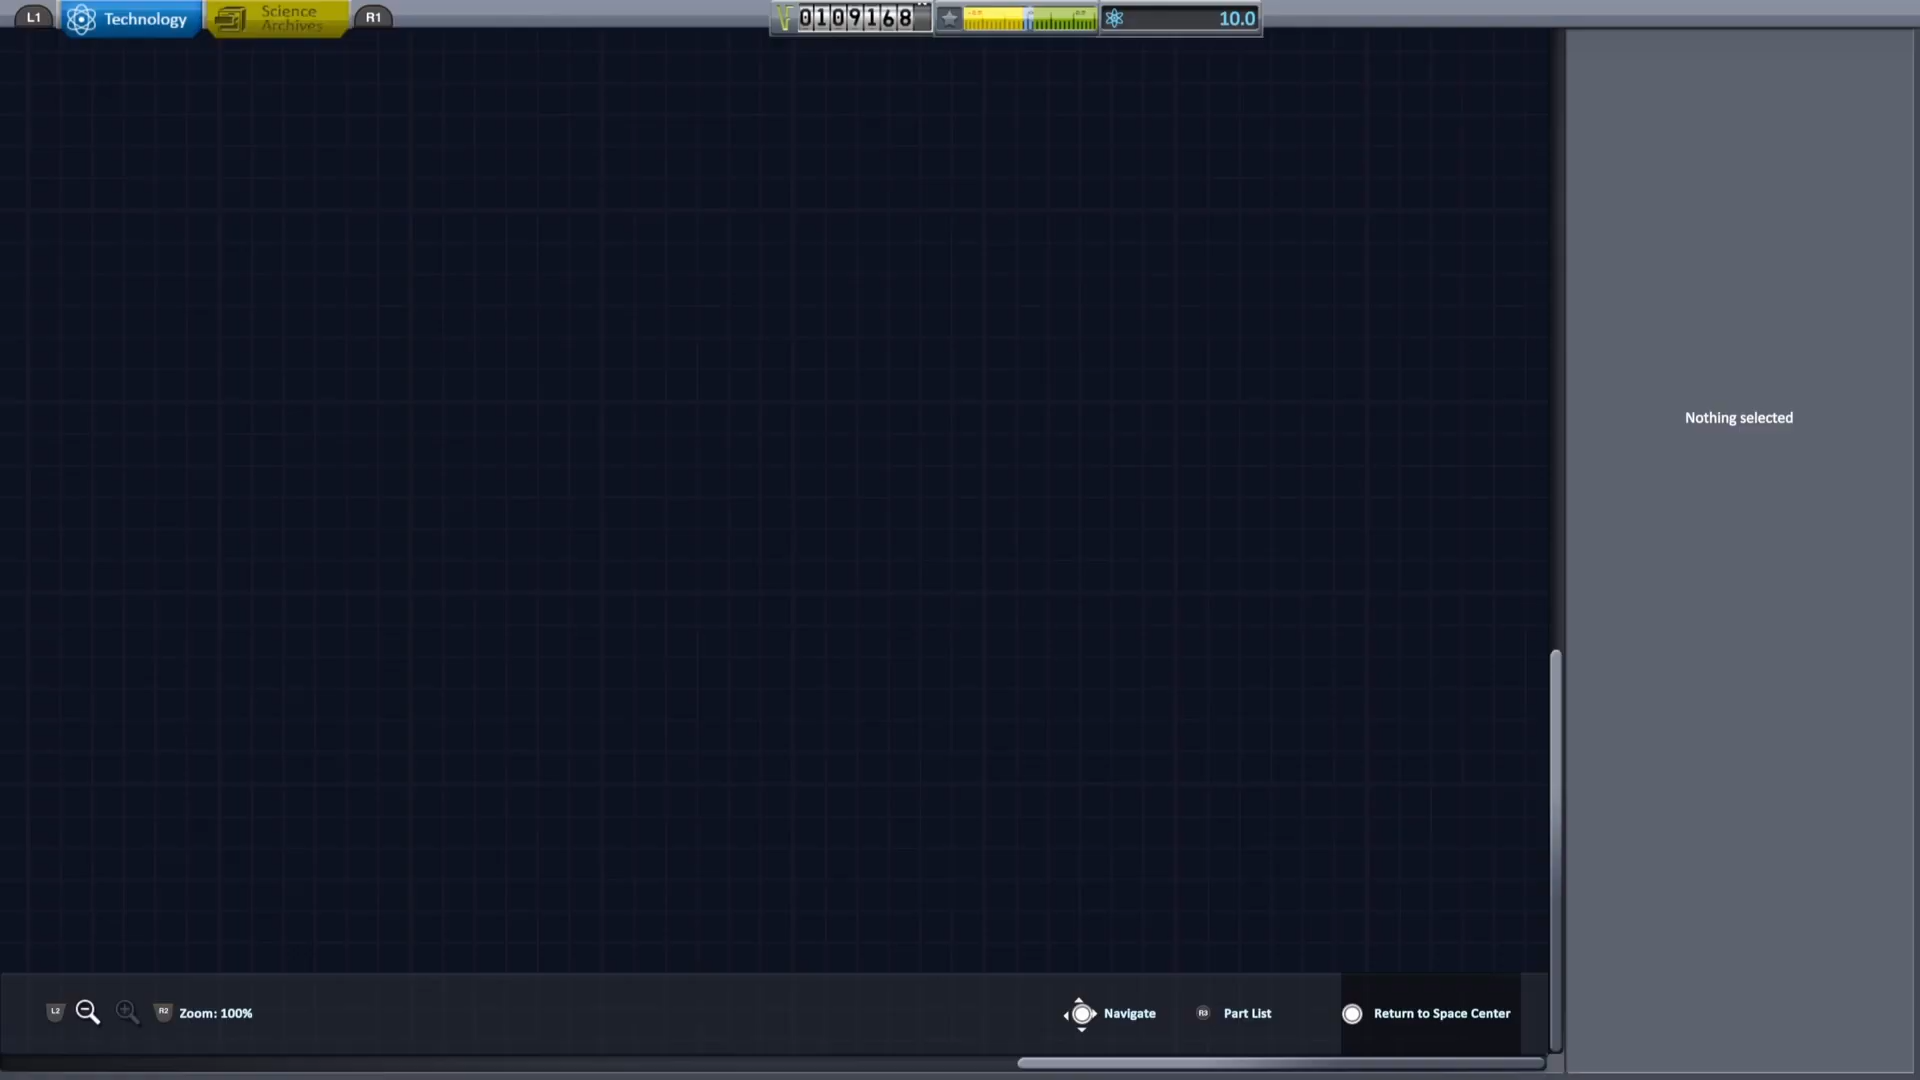 L1
Technology
Science
Archives
R1
0109168
10.0
Nothing selected
L2
R2
Zoom: 100%
Navigate
R3
Part List
Return to Space Center